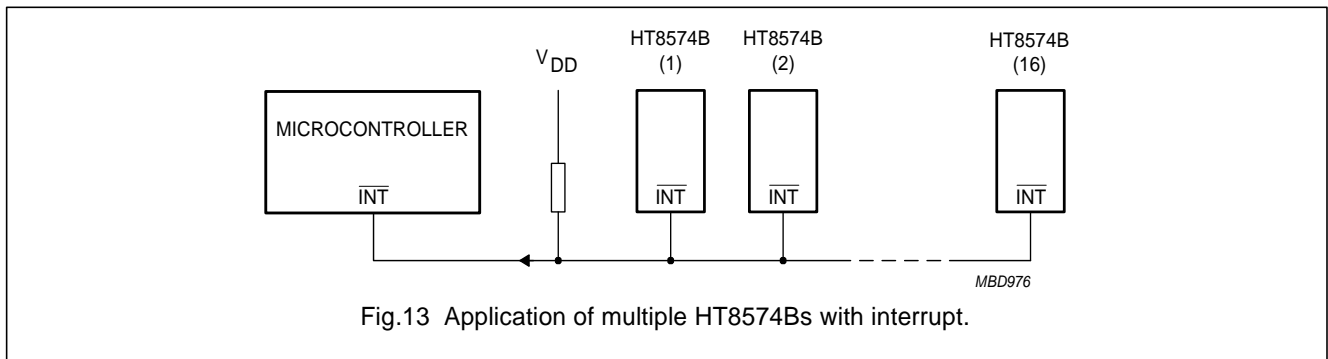 HT8574B
(1)
HT8574B
(2)
HT8574B
(16)
VDD
MICROCONTROLLER
INT
INT
INT
INT
MBD976
Fig.13 Application of multiple HT8574Bs with interrupt.